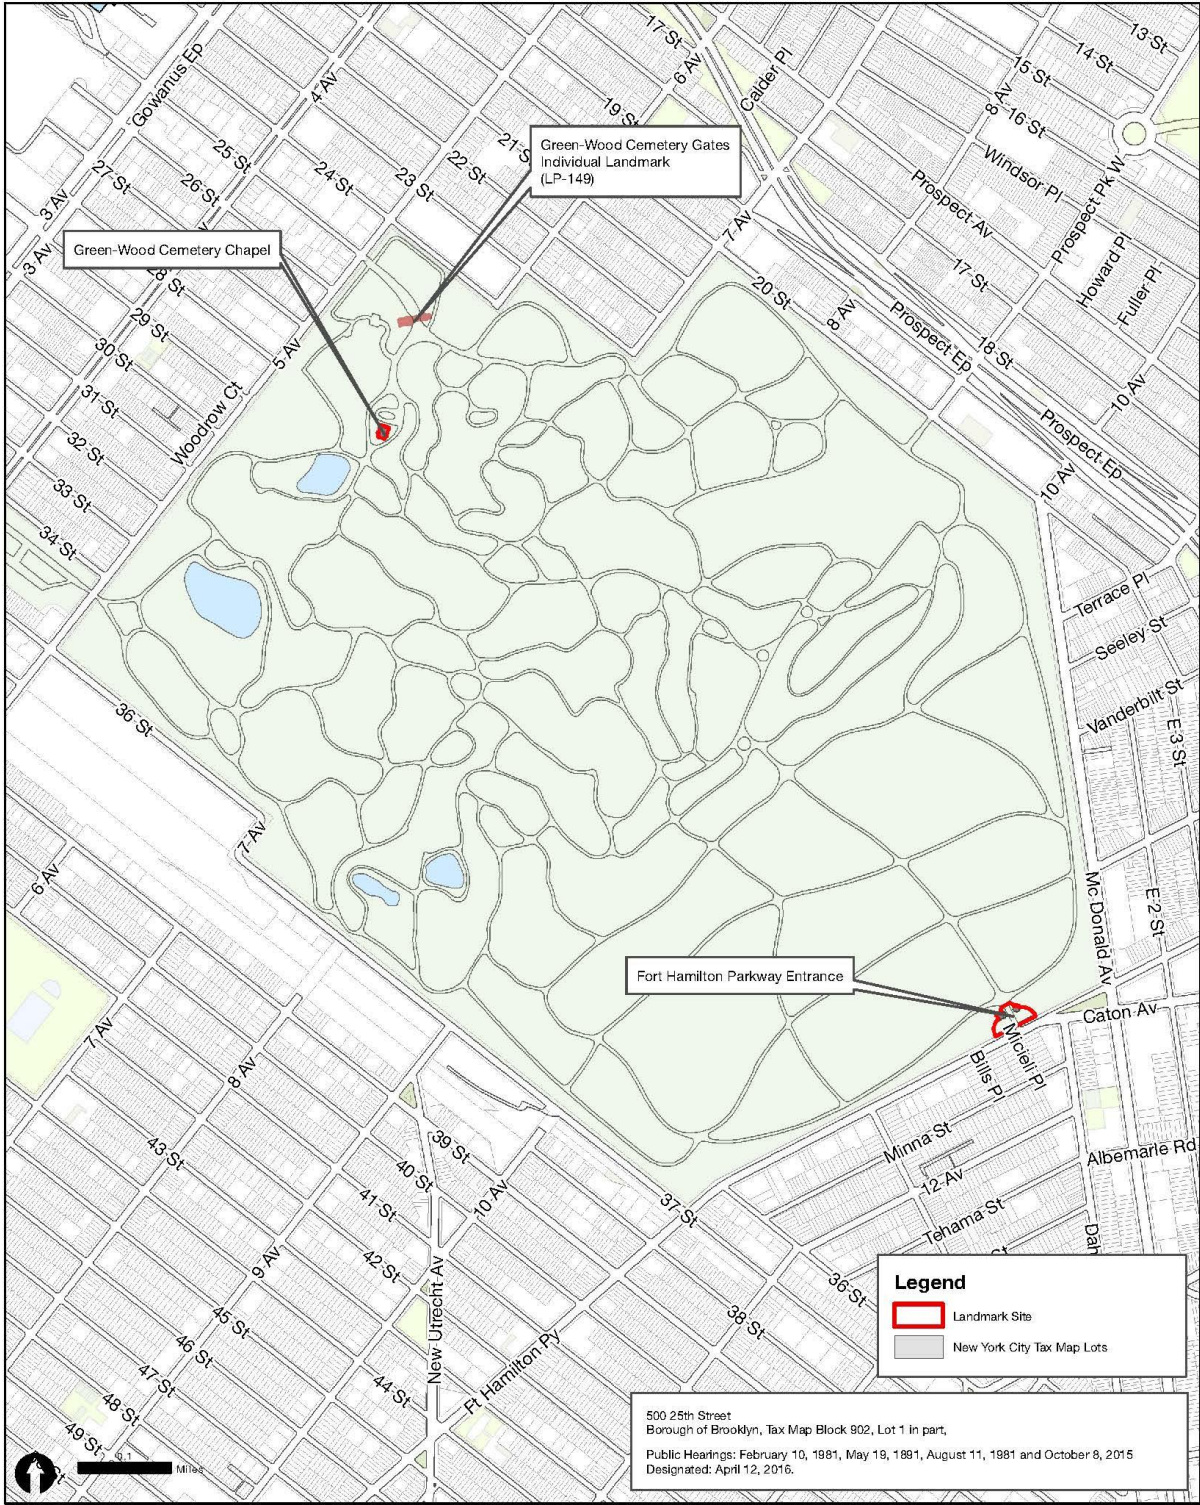 17 St
6 Av
Calder Pl
13 St
14 St
15 St
8 Av
16 St
Gowanus Ep
4 Av
19 St
Windsor Pl
Prospect Pk W
Green-Wood Cemetery Gates
Individual Landmark
(LP-149)
25 St
24 St
23 St
22 St
27 St
26 St
3 Av
3 Av
Green-Wood Cemetery Chapel
28 St
29 St
30 St
31 St
32 St
33 St
34 St
5 Av
Woodrow Ct
7 Av
Prospect Av
17 St
Howard Pl
Fuller Pl
20 St
8 Av
Prospect Ep
18 St
10 Av
Prospect Ep
10 Av
Terrace Pl
Seeley St
Vanderbilt St
E 3 St
36 St
7 Av
6 Av
Mc Donald Av
E 2 St
Fort Hamilton Parkway Entrance
Caton Av
Micieli Pl
Bills Pl
7 Av
8 Av
Minna St
12 Av
Albemarle Rd
43 St
39 St
40 St
41 St
10 Av
37 St
Tehama St
9 Av
42 St
New Utrecht Av
36 St
45 St
38 St
46 St
47 St
44 St
Ft Hamilton Py
48 St
49 St
Legend
Landmark Site
New York City Tax Map Lots
500 25th Street
Borough of Brooklyn, Tax Map Block 902, Lot 1 in part,
Public Hearings: February 10, 1981, May 19, 1891, August 11, 1981 and October 8, 2015
Designated: April 12, 2016.
0.1
Miles